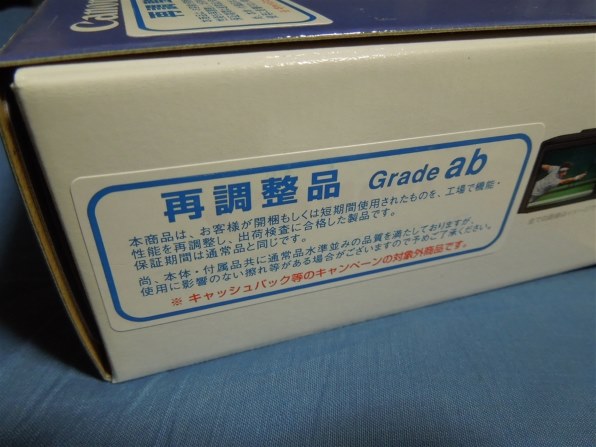 再調整品 Grade ab
本商品は、お客様が開梱もしくは短期間使用されたものを、工場で機能・
性能を再調整し、出荷検査に合格した製品です。
保証期間は通常品と同じです。
尚、本体・付属品共に通常品水準並みの品質を満たしておりますが、
使用に影響のない擦れ等がある場合がございますので予めご了承ください。
※ キャッシュバック等のキャンペーンの対象外商品です。